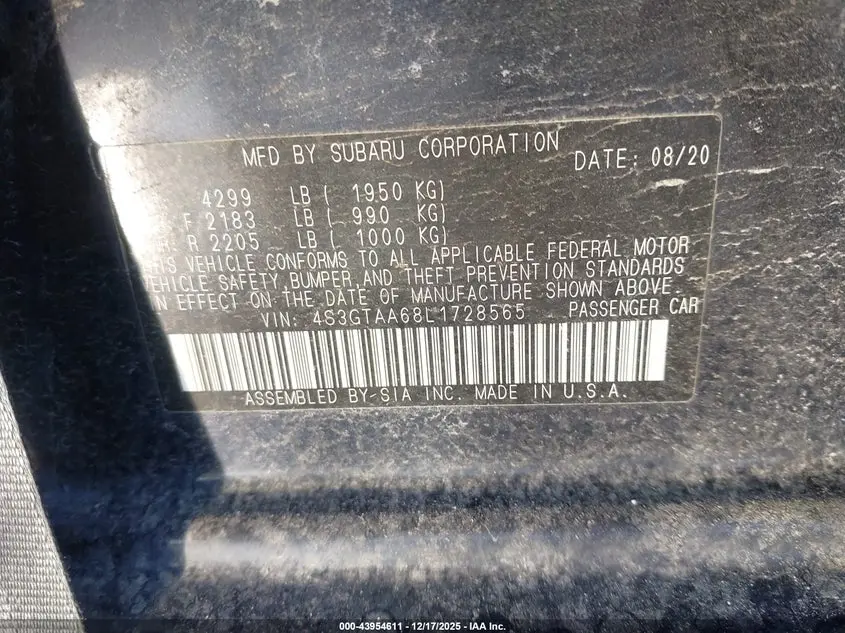 MFD BY SUBARU CORPORATION DATE: 08/20
4299 LB ( 1950 KG)
F 2183 LB ( 990 KG)
R 2205 LB ( 1000 KG)
THIS VEHICLE CONFORMS TO ALL APPLICABLE FEDERAL MOTOR
VEHICLE SAFETY, BUMPER, AND THEFT PREVENTION STANDARDS
IN EFFECT ON THE DATE OF MANUFACTURE SHOWN ABOVE.
VIN: 4S3GTAA68L1728565 PASSENGER CAR
ASSEMBLED BY SIA INC. MADE IN U.S.A.
000-43954611 - 12/17/2025 - IAA Inc.